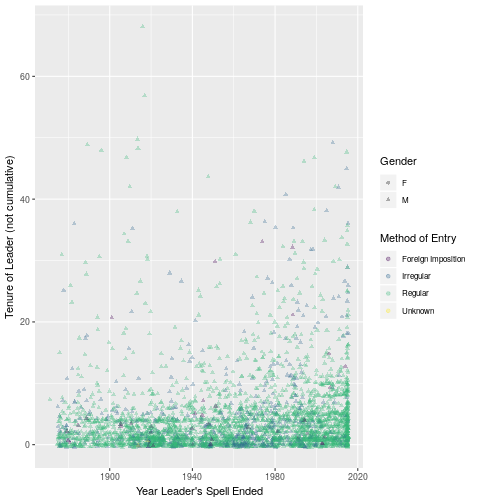 60
40
20
0
Tenure of Leader (not cumulative)
1900
1940
1980
2020
Year Leader's Spell Ended
Gender
F
M
Method of Entry
Foreign Imposition
Irregular
Regular
Unknown